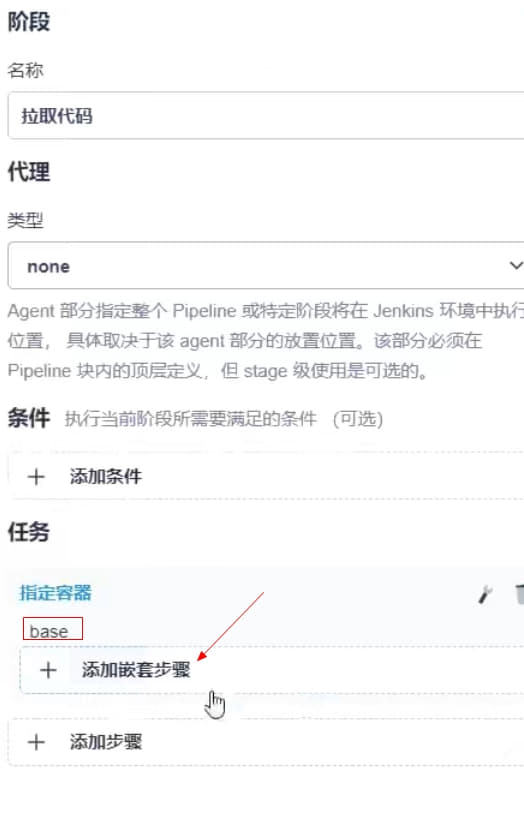 阶段
名称
拉取代码
代理
类型
none
Agent 部分指定整个 Pipeline 或特定阶段将在 Jenkins 环境中执行
位置， 具体取决于该 agent 部分的放置位置。该部分必须在
Pipeline 块内的顶层定义，但 stage 级使用是可选的。
条件 执行当前阶段所需要满足的条件 （可选）
+ 添加条件
任务
指定容器
base
+ 添加嵌套步骤
+ 添加步骤